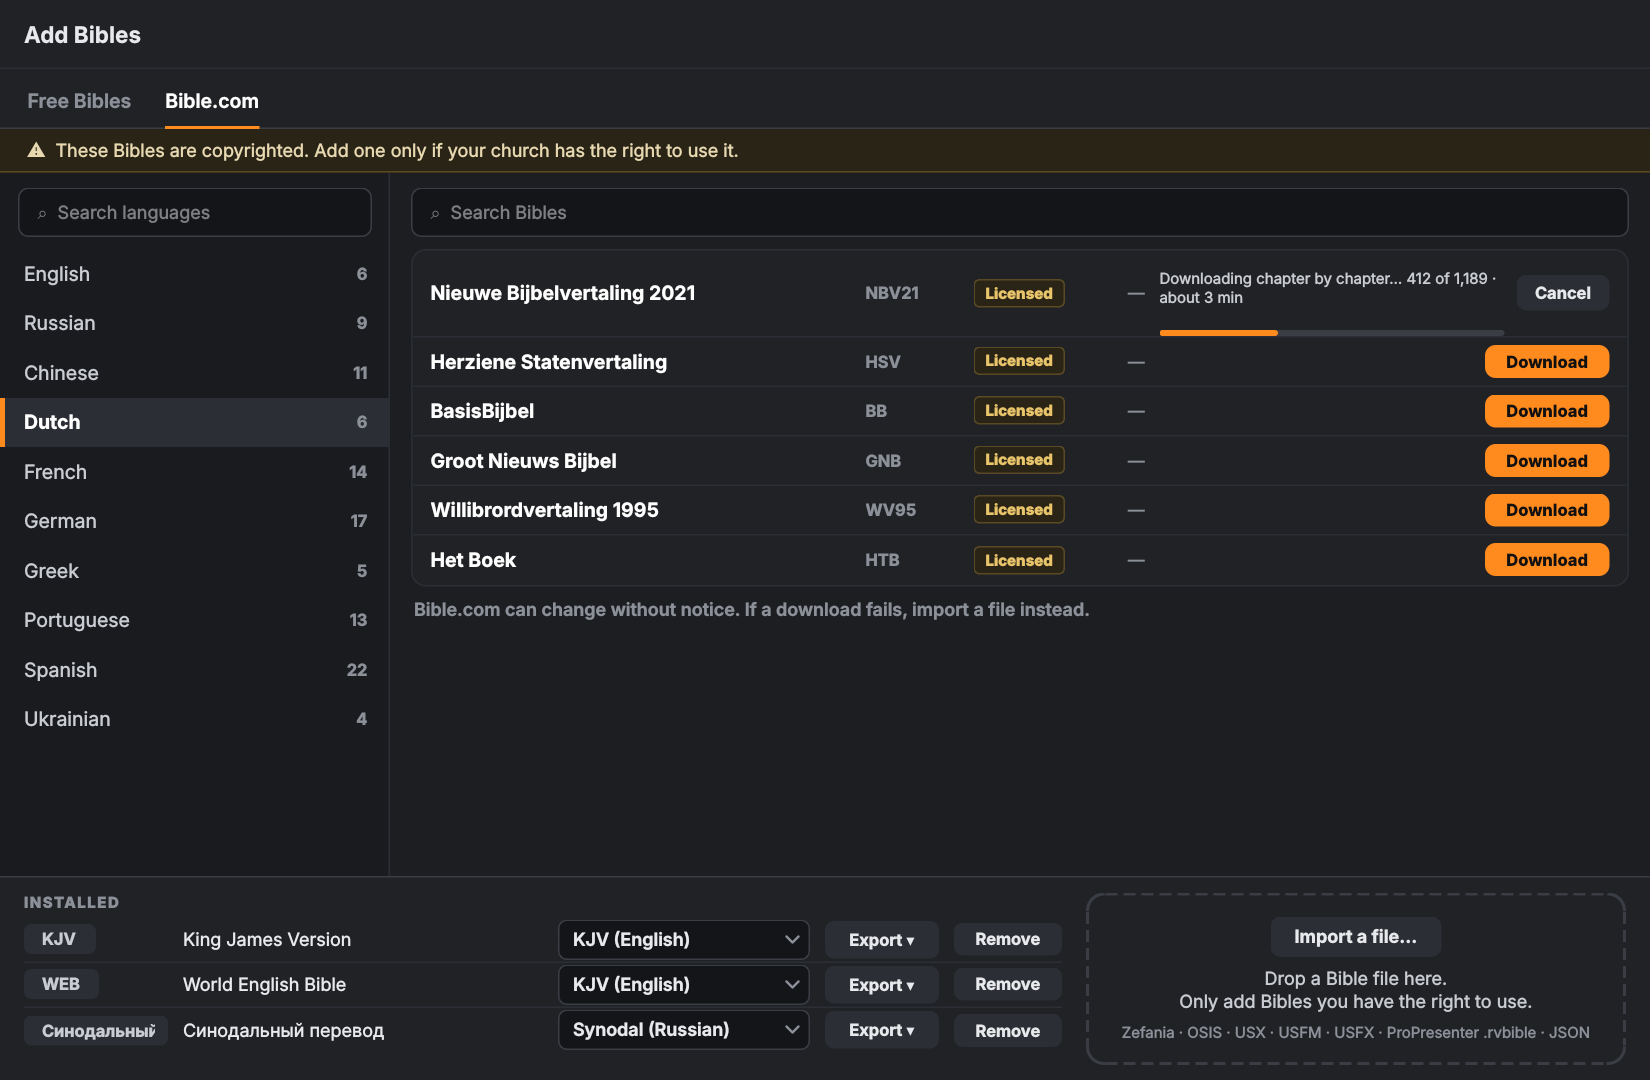 Add Bibles
Free Bibles
Bible.com
These Bibles are copyrighted. Add one only if your church has the right to use it.
Search languages
English 6
Russian 9
Chinese 11
Dutch 6
French 14
German 17
Greek 5
Portuguese 13
Spanish 22
Ukrainian 4
Search Bibles
Nieuwe Bijbelvertaling 2021 NBV21 Licensed — Downloading chapter by chapter... 412 of 1,189 ·
about 3 min
Cancel
Herziene Statenvertaling HSV Licensed — Download
BasisBijbel BB Licensed — Download
Groot Nieuws Bijbel GNB Licensed — Download
Willibrordvertaling 1995 WV95 Licensed — Download
Het Boek HTB Licensed — Download
Bible.com can change without notice. If a download fails, import a file instead.
INSTALLED
KJV King James Version KJV (English) Export ▾ Remove
WEB World English Bible KJV (English) Export ▾ Remove
Синодальный Синодальный перевод Synodal (Russian) Export ▾ Remove
Import a file...
Drop a Bible file here.
Only add Bibles you have the right to use.
Zefania · OSIS · USX · USFM · USFX · ProPresenter .rvbible · JSON